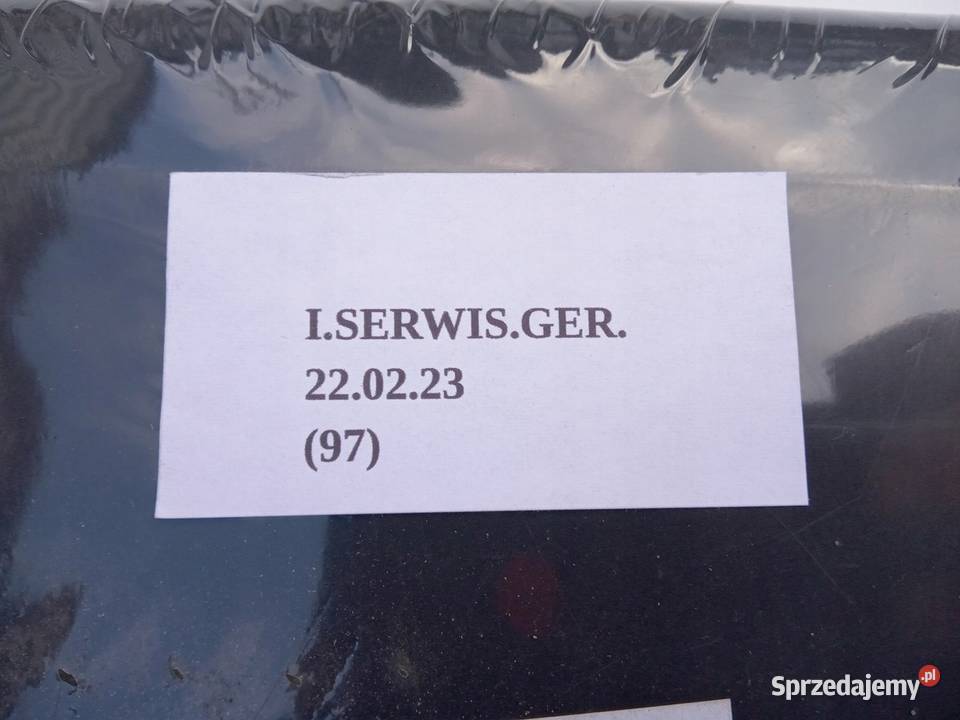 I.SERWIS.GER.
22.02.23
(97)
Sprzedajemy.pl